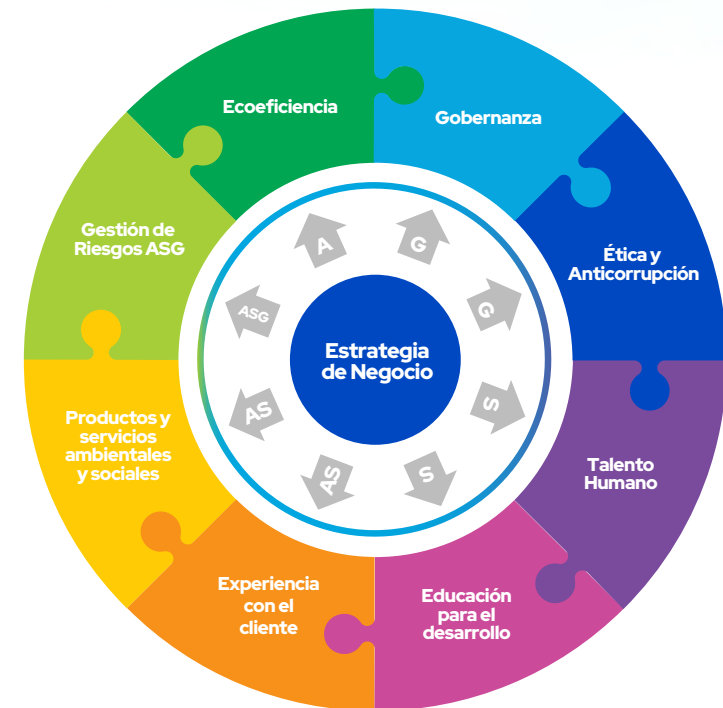 Ecoeficiencia
Gobernanza
Ética y
Anticorrupción
Talento
Humano
Educación
para el
desarrollo
Experiencia
con el
cliente
Productos y
servicios
ambientales
y sociales
Gestión de
Riesgos ASG
A
G
G
S
S
AS
AS
ASG
Estrategia
de Negocio